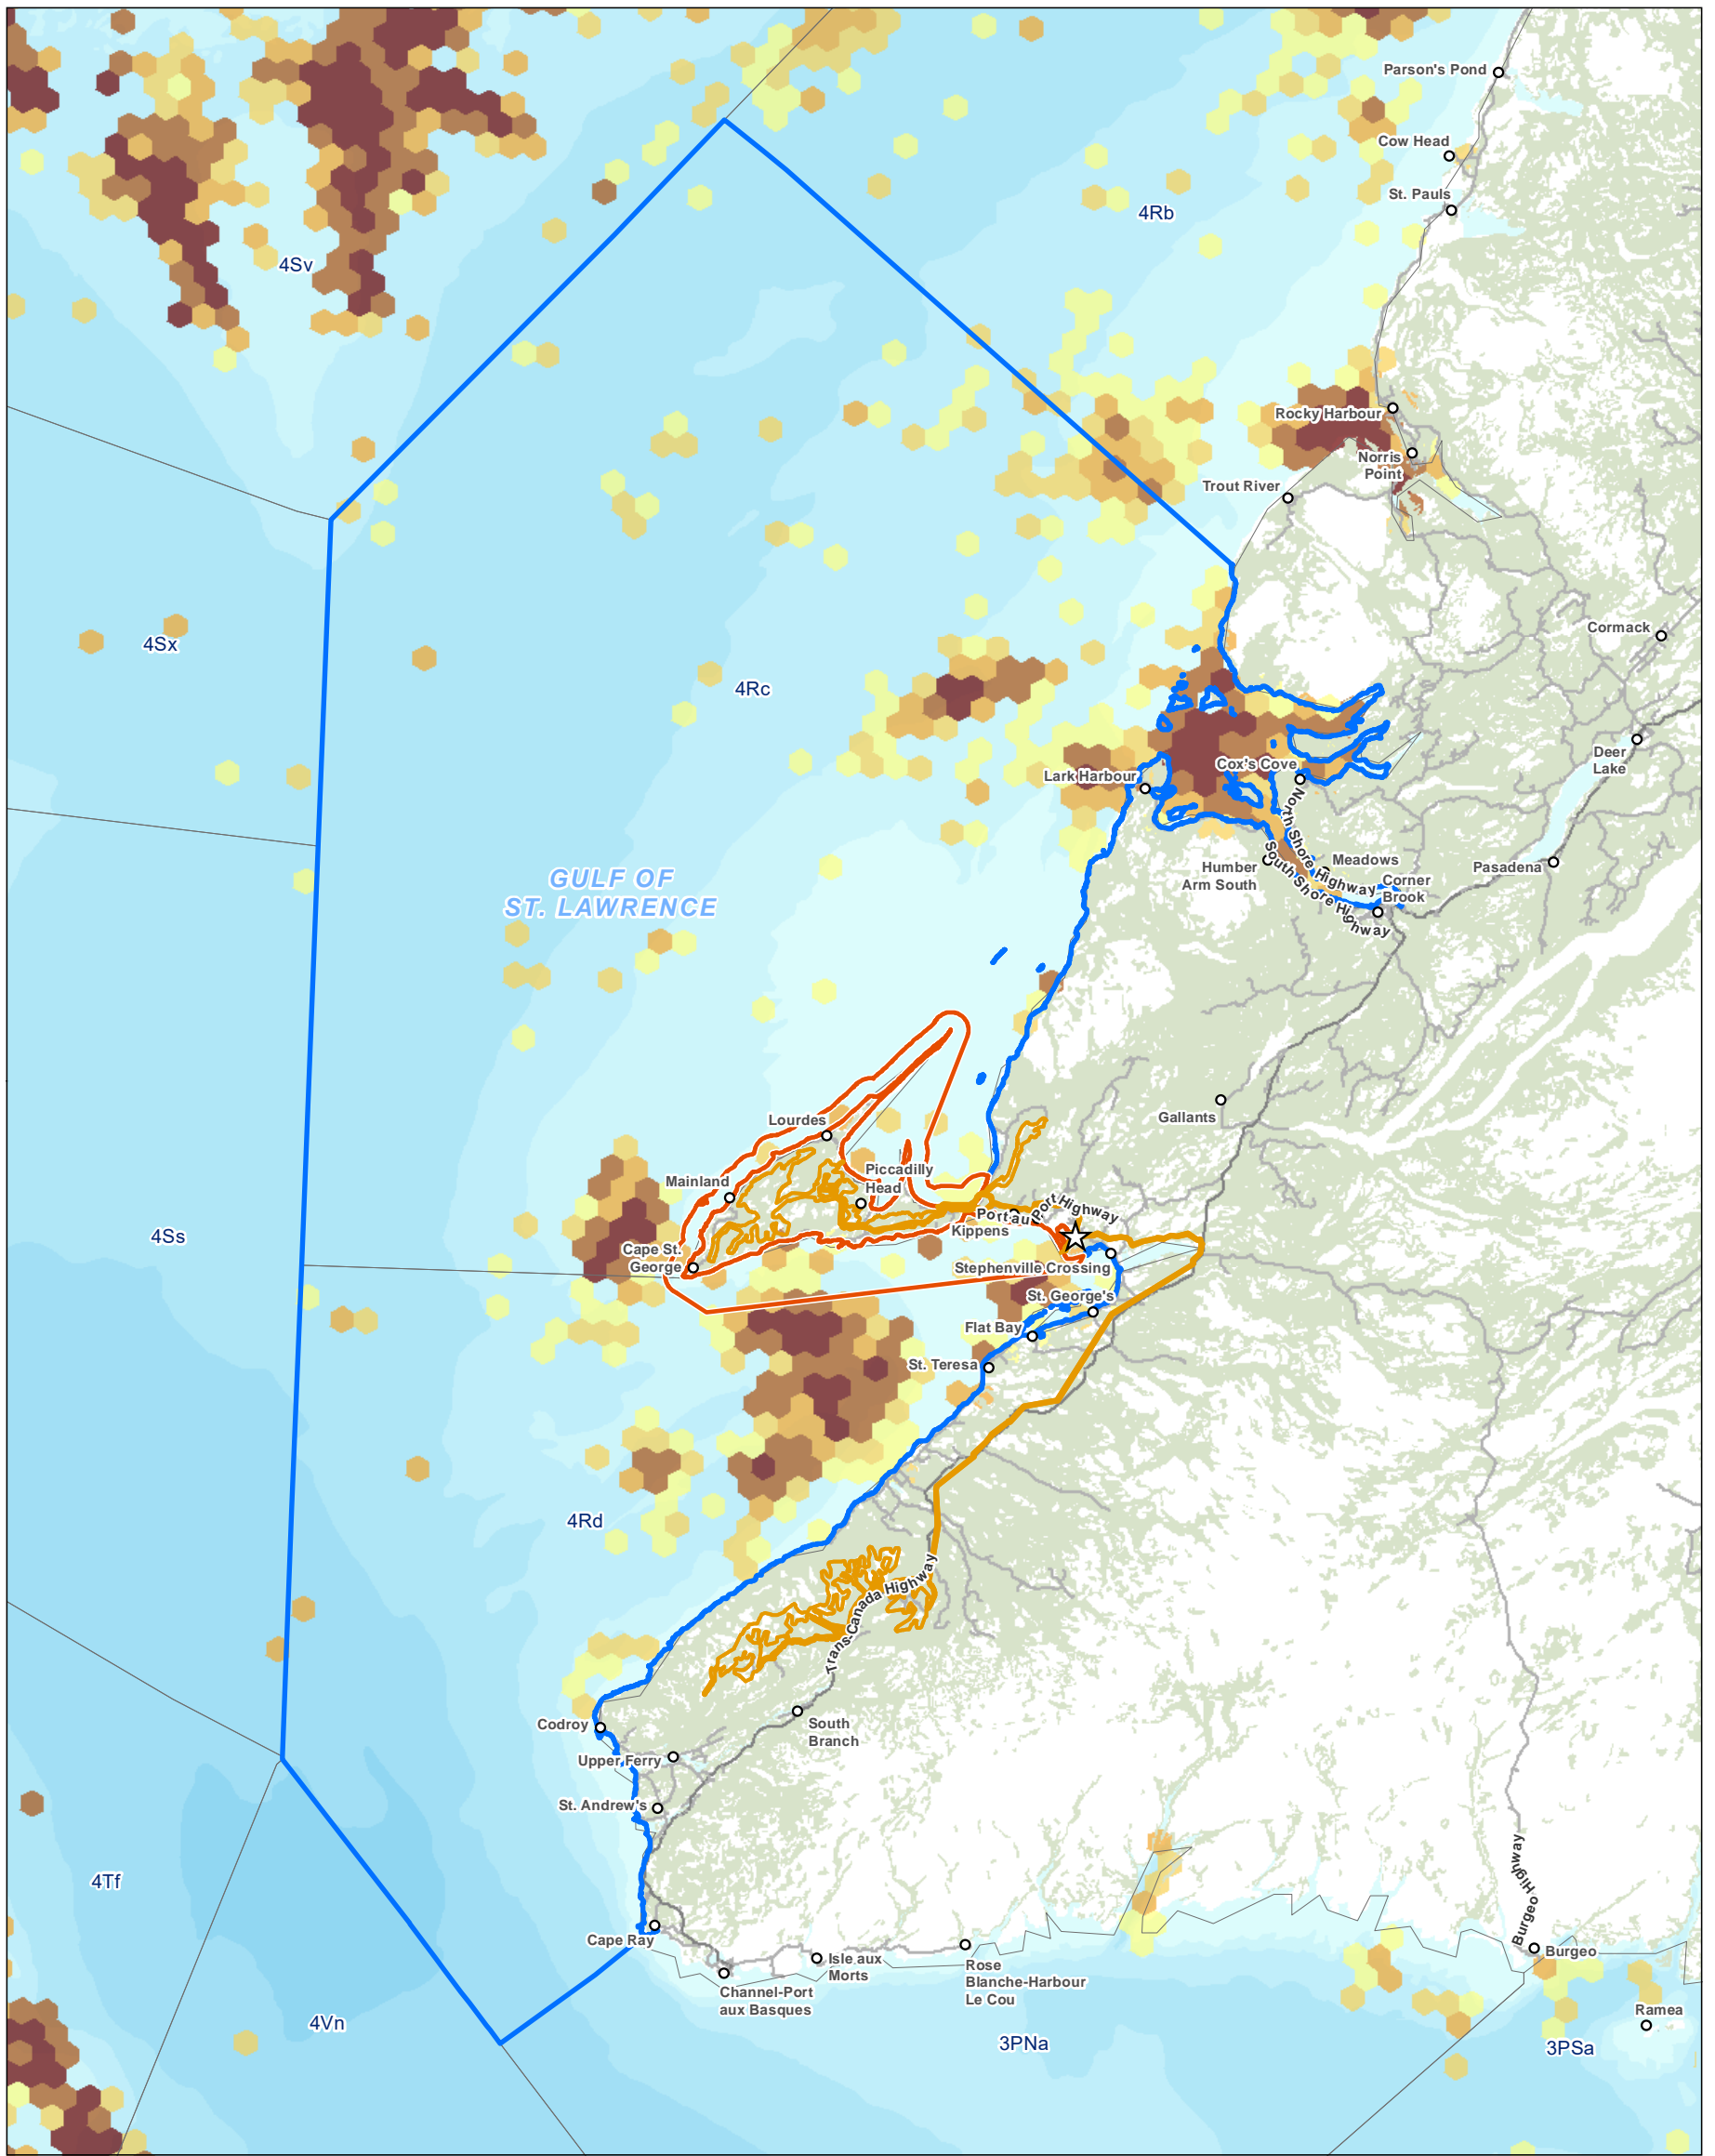 Parson's Pond
Cow Head
St. Pauls
4Rb
4Sv
Rocky Harbour
Norris
Point
Trout River
Cormack
4Sx
4Rc
Deer
Lake
Cox's Cove
Lark Harbour
North Shore Highway
South Shore Highway
Meadows
Humber
Arm South
Corner
Brook
Pasadena
GULF OF
ST. LAWRENCE
Gallants
Lourdes
Piccadilly
Head
Mainland
Port au Port Highway
Kippens
4Ss
Cape St.
George
Stephenville Crossing
St. George's
Flat Bay
St. Teresa
4Rd
Trans-Canada Highway
South
Branch
Codroy
Upper Ferry
St. Andrew's
4Tf
Cape Ray
Burgeo Highway
Burgeo
Isle aux
Morts
Rose
Blanche-Harbour
Le Cou
Channel-Port
aux Basques
Ramea
4Vn
3PNa
3PSa